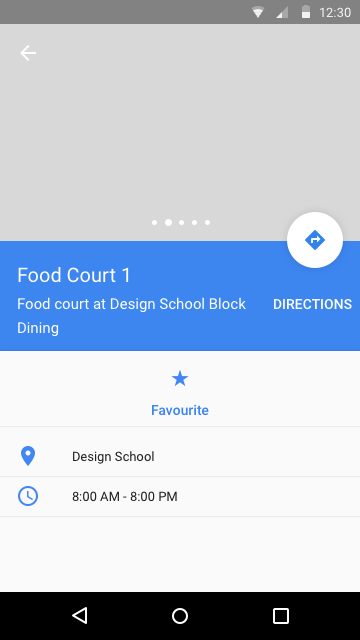 12:30
Food Court 1
Food court at Design School Block
Dining
DIRECTIONS
Favourite
Design School
8:00 AM - 8:00 PM